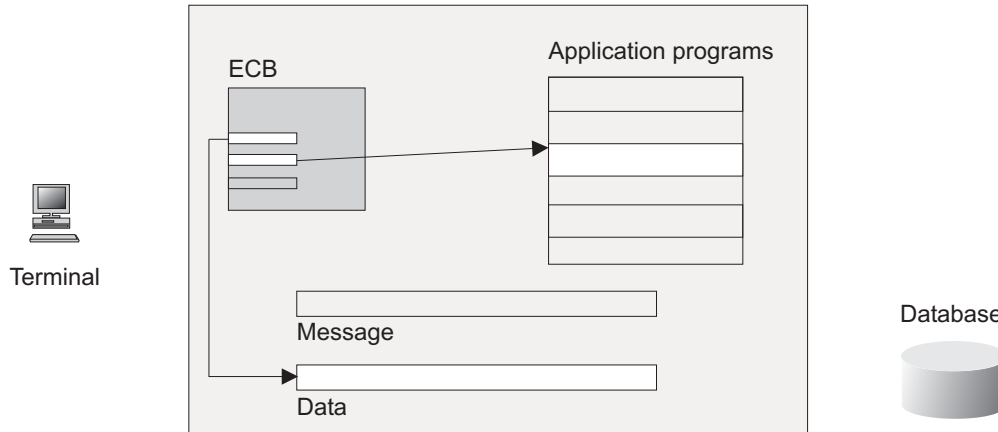 Application programs
ECB
Terminal
Message
Database
Data